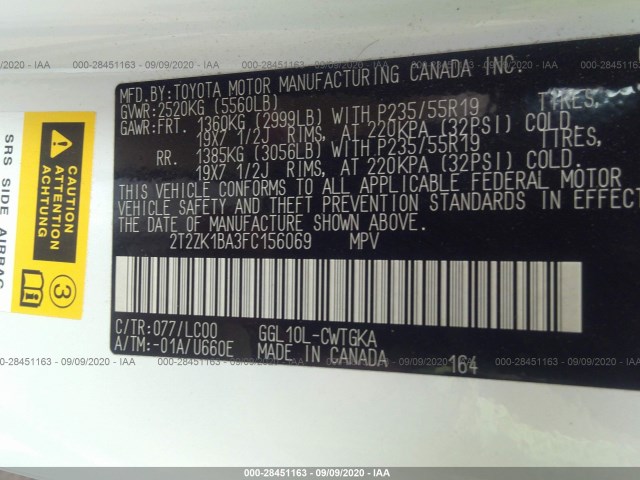 000-28451163 - 09/09/2020 - IAA
MFD.BY:TOYOTA MOTOR MANUFACTURING CANADA INC.
GVWR:2520KG (5560LB)
GAWR:FRT. 1360KG (2999LB) WITH P235/55R19 TIRES,
19X7 1/2J RIMS, AT 220KPA (32PSI) COLD.
RR. 1385KG (3056LB) WITH P235/55R19 TIRES,
19X7 1/2J RIMS, AT 220KPA (32PSI) COLD.
THIS VEHICLE CONFORMS TO ALL APPLICABLE FEDERAL MOTOR
VEHICLE SAFETY AND THEFT PREVENTION STANDARDS IN EFFECT
THE DATE OF MANUFACTURE SHOWN ABOVE.
2T2ZK1BA3FC156069 MPV
C/TR:077/LC00 GGL10L-CWTGKA
A/TM:-01A/U660E MADE IN CANADA 164
SRS SIDE AIRBAG
CAUTION
ATTENTION
ACHTUNG
3
000-28451163 - 09/09/2020 - IAA